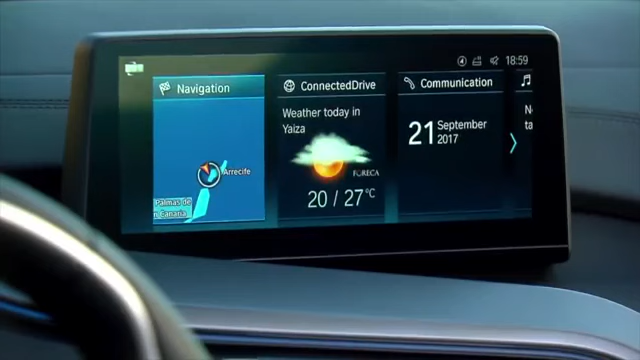 18:59
Navigation
ConnectedDrive
Communication
Weather today in
Yaiza
21 September
2017
Arrecife
Palmas de
n Canaria
FORECA
20 / 27°C